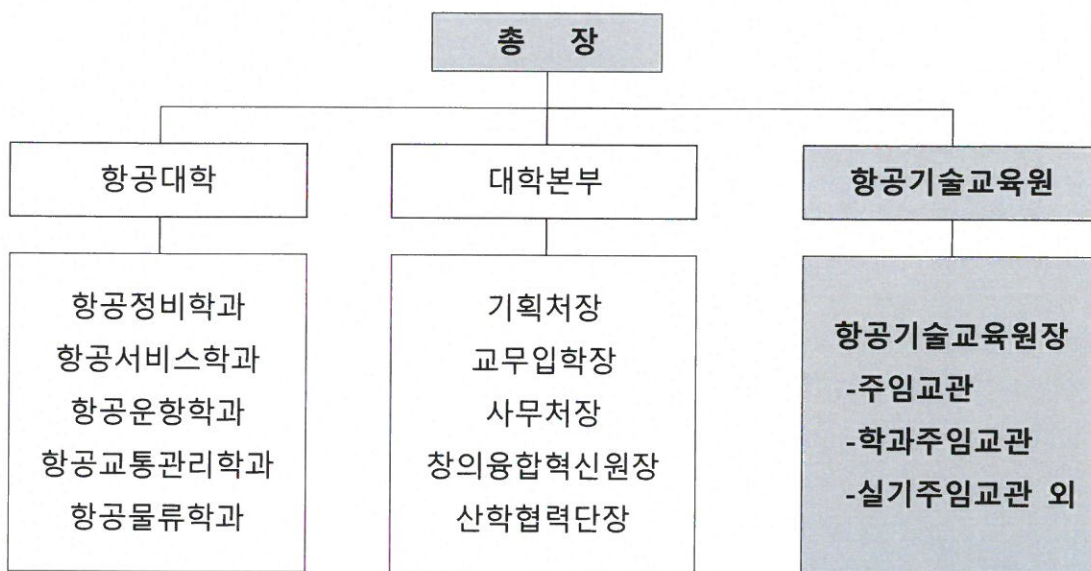 총 장
항공대학
대학본부
항공기술교육원
항공정비학과
항공서비스학과
항공운항학과
항공교통관리학과
항공물류학과
기획처장
교무입학장
사무처장
창의융합혁신원장
산학협력단장
항공기술교육원장
-주임교관
-학과주임교관
-실기주임교관 외